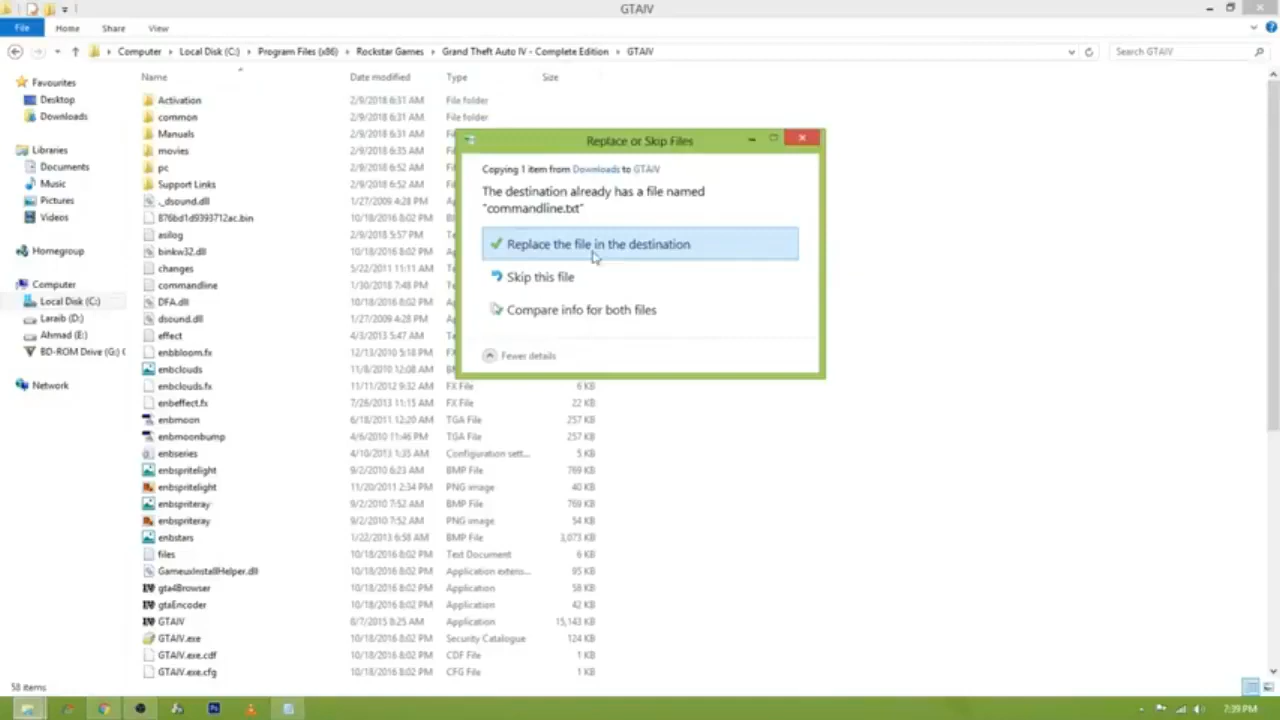 GTAIV
File Home Share View
Computer Local Disk (C:) Program Files (x86) Rockstar Games Grand Theft Auto IV - Complete Edition GTAIV Search GTAIV
Name Date modified Type Size
Favourites
Desktop
Downloads
Libraries
Documents
Music
Pictures
Videos
Homegroup
Computer
Local Disk (C:)
Laraib (D:)
Ahmad (E:)
BD-ROM Drive (G:) (
Network
Activation 2/9/2018 6:31 AM File folder
common 2/9/2018 6:31 AM File folder
Manuals 2/9/2018 6:31 AM
movies 2/9/2018 6:35 AM
pc 2/9/2018 6:52 AM
Support Links 2/9/2018 6:52 AM
._dsound.dll 1/27/2009 4:28 PM
876bd1d9393712ac.bin 10/18/2016 8:02 PM
asilog 2/9/2018 5:57 PM
binkw32.dll 10/18/2016 8:02 PM
changes 5/22/2011 11:11 AM
commandline 1/30/2018 7:48 PM
DFA.dll 10/18/2016 8:02 PM
dsound.dll 1/27/2009 4:28 PM
effect 4/3/2013 5:47 AM
enbbloom.fx 12/13/2010 5:18 PM
enbclouds 11/8/2010 12:08 AM
enbclouds.fx 11/11/2012 9:32 AM FX File 6 KB
enbeffect.fx 7/26/2013 11:15 AM FX File 22 KB
enbmoon 6/18/2011 12:20 AM TGA File 257 KB
enbmoonbump 4/6/2010 11:46 PM TGA File 257 KB
enbseries 4/10/2013 1:35 AM Configuration sett... 5 KB
enbspritelight 9/2/2010 6:23 AM BMP File 769 KB
enbspritelight 11/20/2011 2:34 PM PNG image 40 KB
enbspriteray 9/2/2010 7:52 AM BMP File 769 KB
enbspriteray 9/2/2010 7:52 AM PNG image 54 KB
enbstars 1/22/2013 6:58 AM BMP File 3,073 KB
files 10/18/2016 8:02 PM Text Document 6 KB
GameuxInstallHelper.dll 10/18/2016 8:02 PM Application extens... 95 KB
gta4Browser 10/18/2016 8:02 PM Application 58 KB
gtaEncoder 10/18/2016 8:02 PM Application 42 KB
GTAIV 8/7/2015 8:25 AM Application 15,143 KB
GTAIV.exe 10/18/2016 8:02 PM Security Catalogue 124 KB
GTAIV.exe.cdf 10/18/2016 8:02 PM CDF File 1 KB
GTAIV.exe.cfg 10/18/2016 8:02 PM CFG File 1 KB
Replace or Skip Files
Copying 1 item from Downloads to GTAIV
The destination already has a file named
"commandline.txt"
Replace the file in the destination
Skip this file
Compare info for both files
Fewer details
58 items
7:39 PM